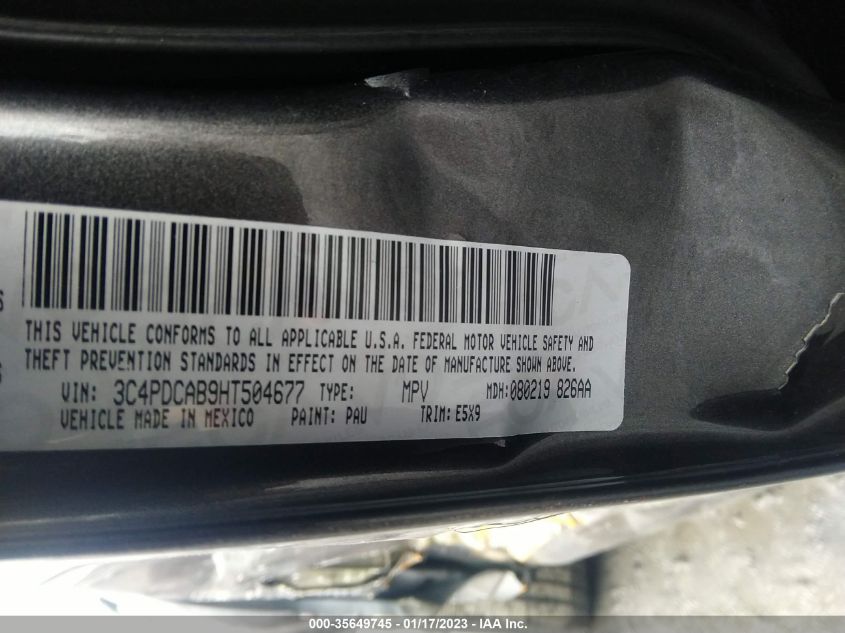 S
THIS VEHICLE CONFORMS TO ALL APPLICABLE U.S.A. FEDERAL MOTOR VEHICLE SAFETY AND
THEFT PREVENTION STANDARDS IN EFFECT ON THE DATE OF MANUFACTURE SHOWN ABOVE.
S
VIN: 3C4PDCAB9HT504677 TYPE: MPV MDH: 080219 826AA
VEHICLE MADE IN MEXICO PAINT: PAU TRIM: E5X9
000-35649745 - 01/17/2023 - IAA Inc.